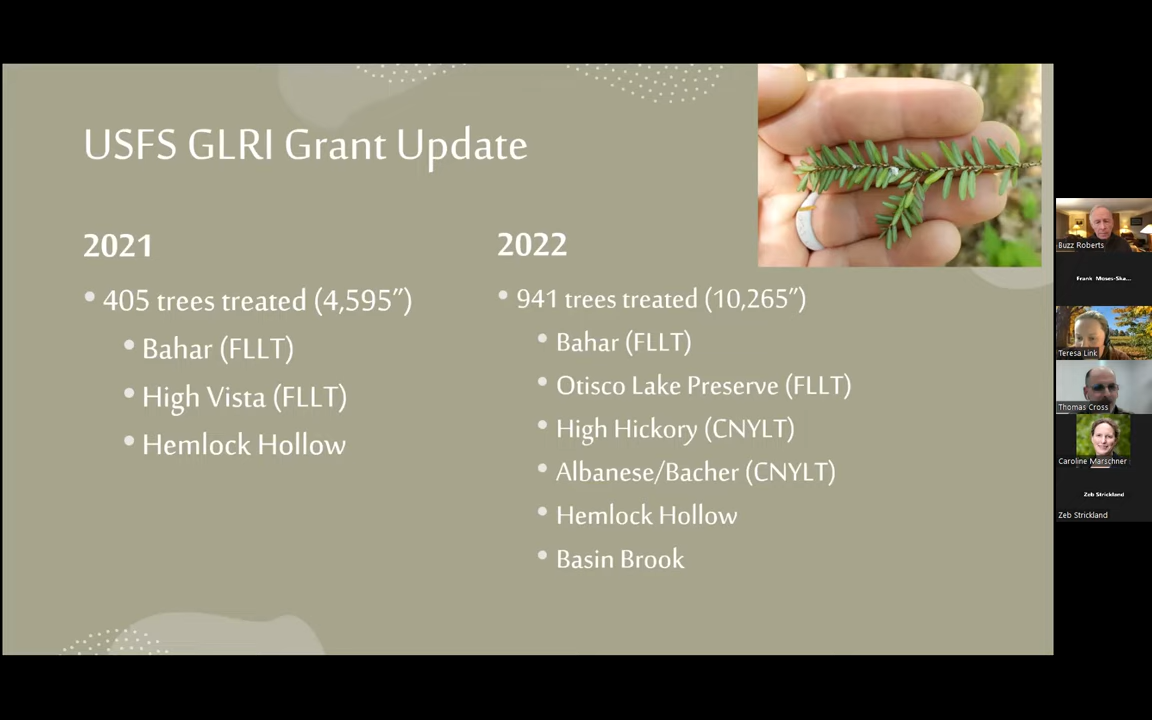 USFS GLRI Grant Update
2021
• 405 trees treated (4,595”)
• Bahar (FLLT)
• High Vista (FLLT)
• Hemlock Hollow
2022
• 941 trees treated (10,265”)
• Bahar (FLLT)
• Otisco Lake Preserve (FLLT)
• High Hickory (CNYLT)
• Albanese/Bacher (CNYLT)
• Hemlock Hollow
• Basin Brook
Buzz Roberts
Frank Moses-Ska...
Teresa Link
Thomas Cross
Caroline Marschner
Zeb Strickland
Zeb Strickland